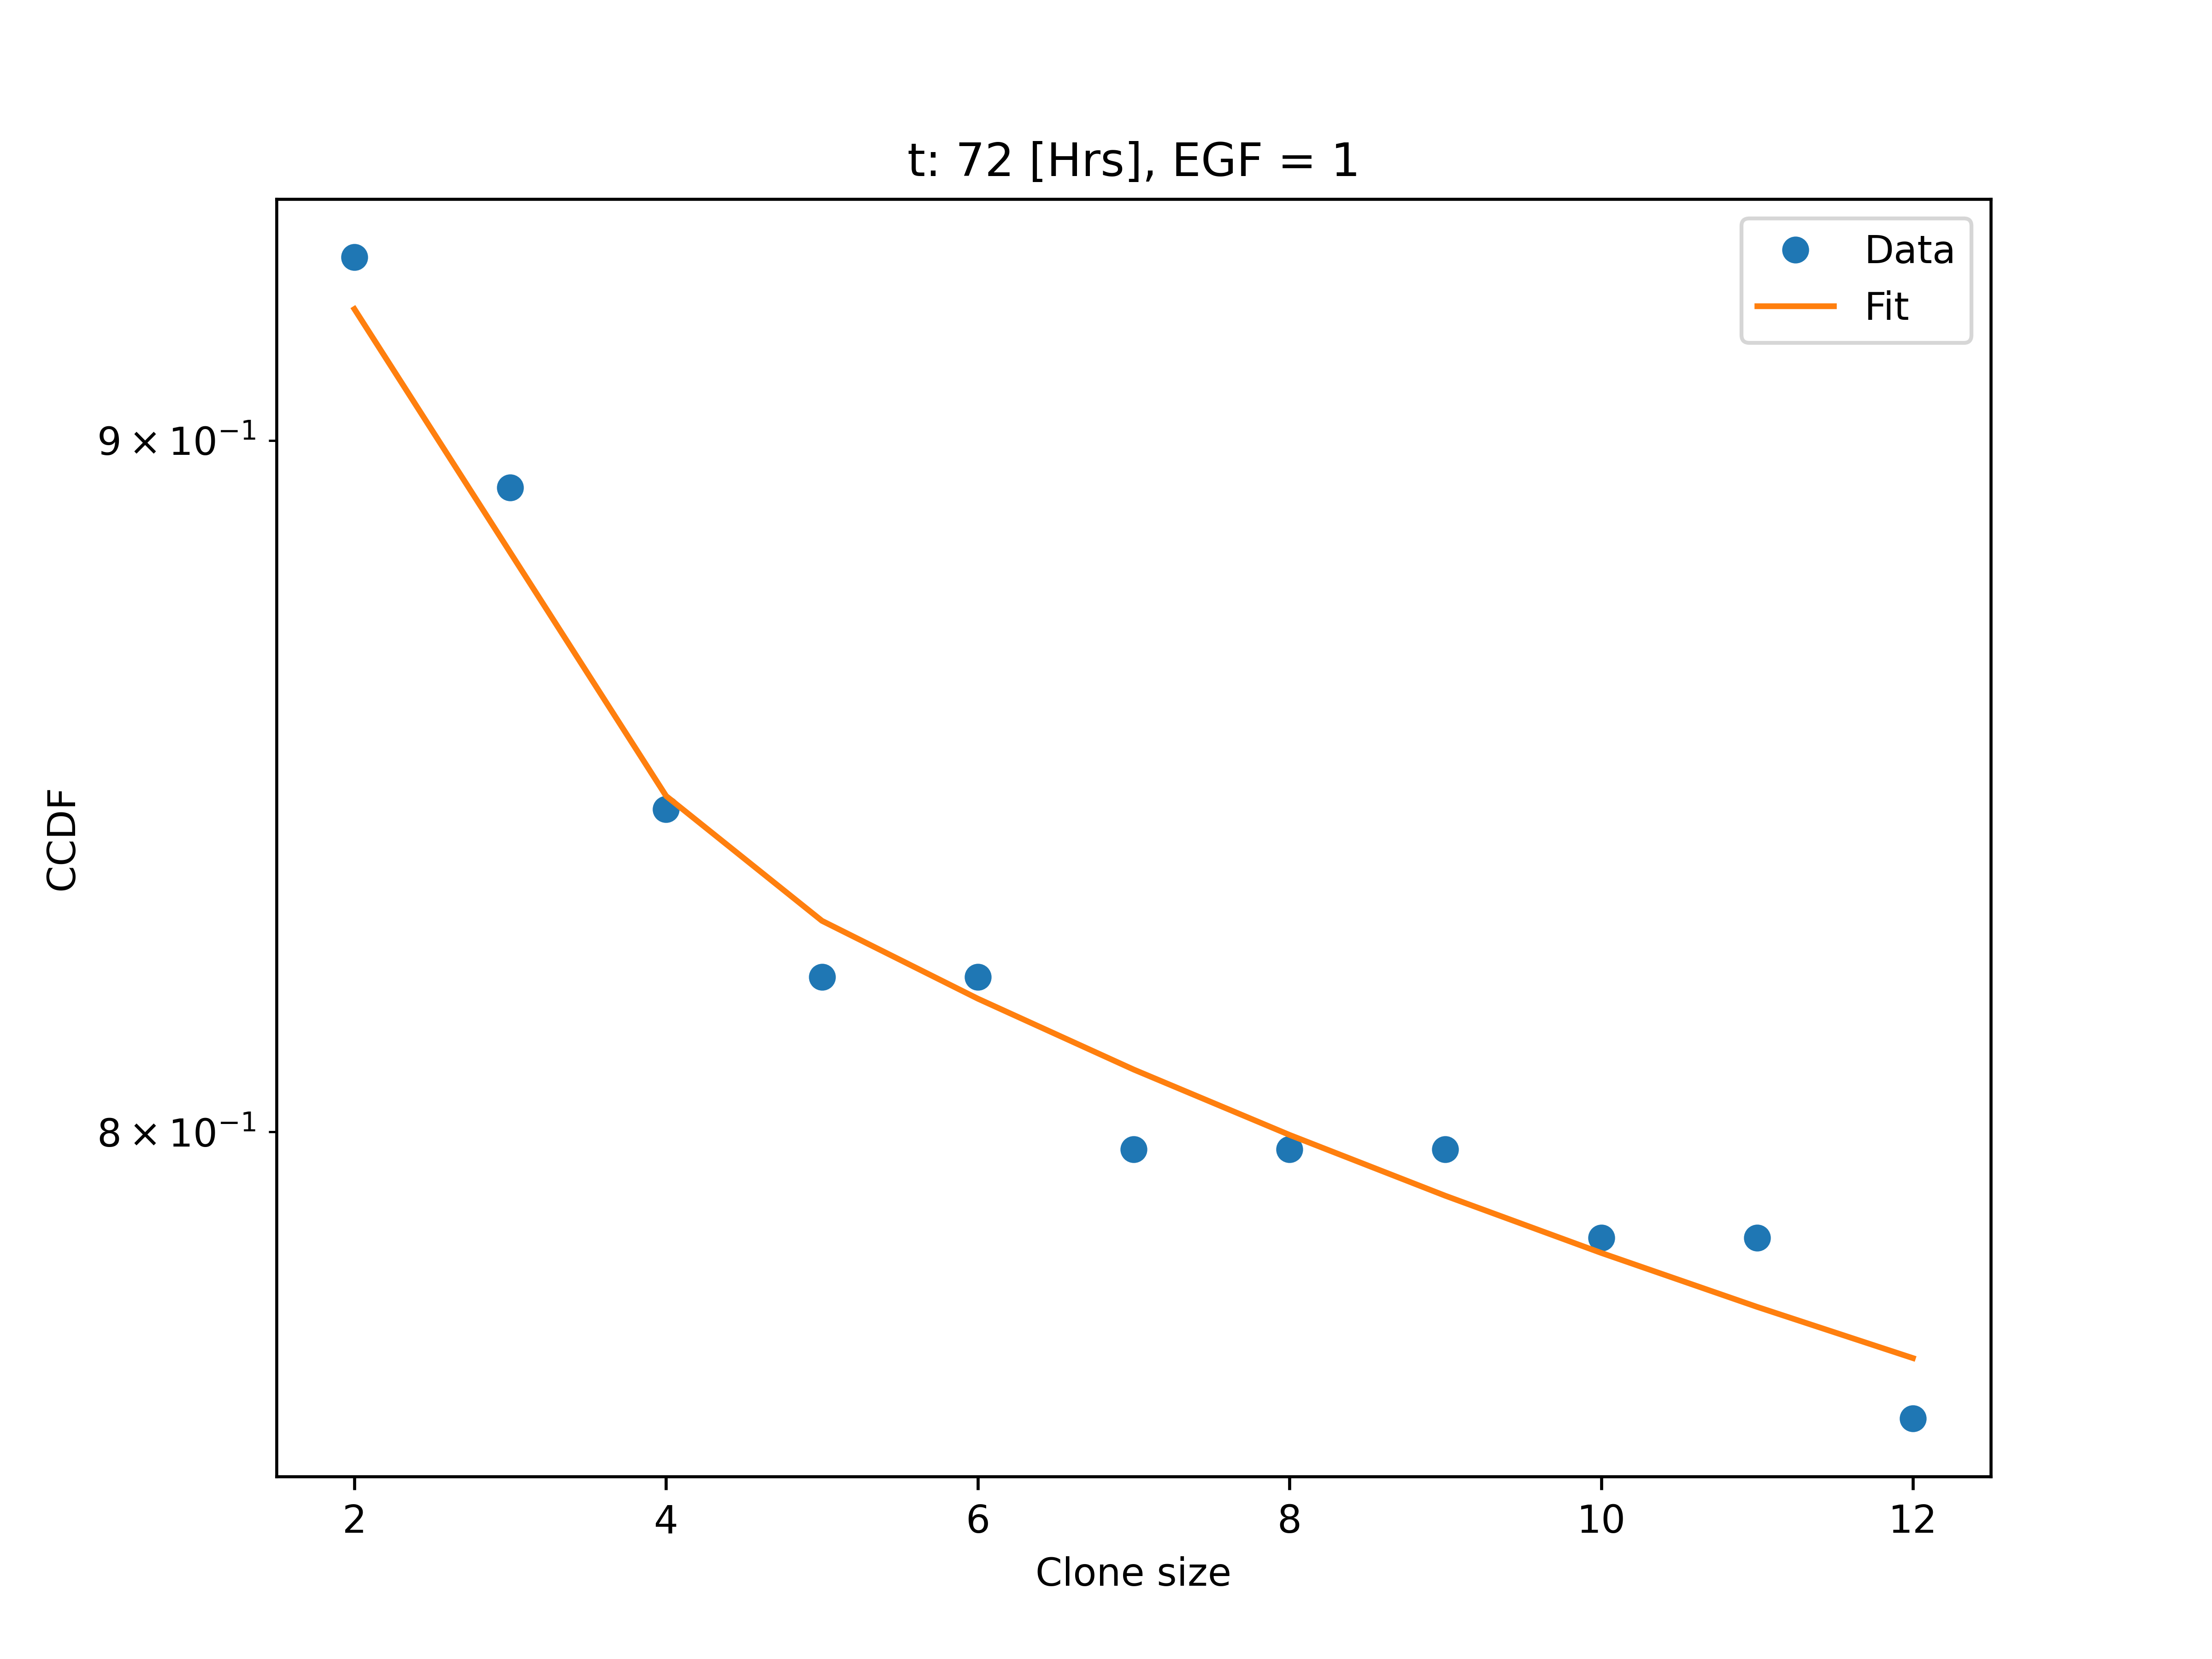 t: 72 [Hrs], EGF = 1
Data
Fit
9 × 10⁻¹
8 × 10⁻¹
CCDF
2 4 6 8 10 12
Clone size